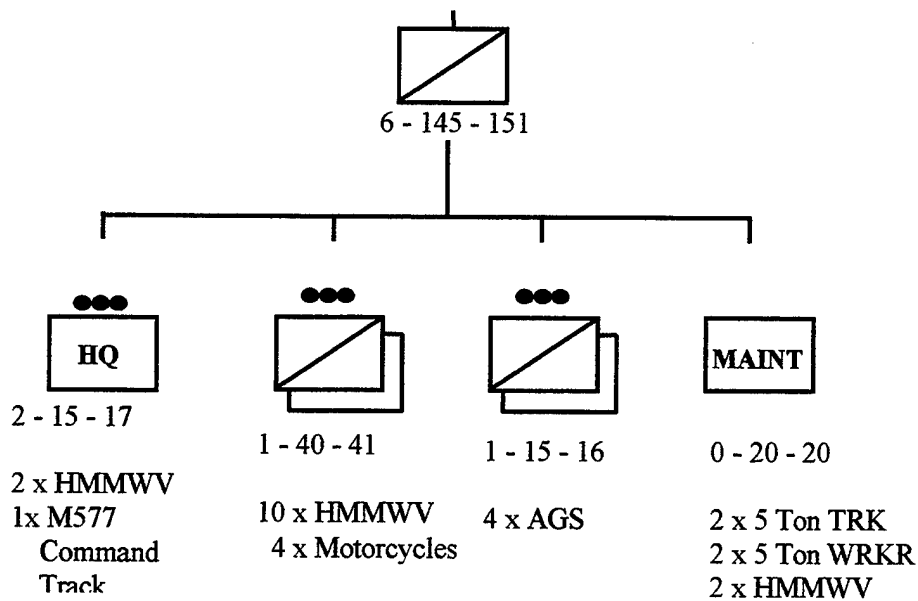 6 - 145 - 151
HQ
2 - 15 - 17
2 x HMMWV
1x M577
Command
Track
1 - 40 - 41
10 x HMMWV
4 x Motorcycles
1 - 15 - 16
4 x AGS
MAINT
0 - 20 - 20
2 x 5 Ton TRK
2 x 5 Ton WRKR
2 x HMMWV